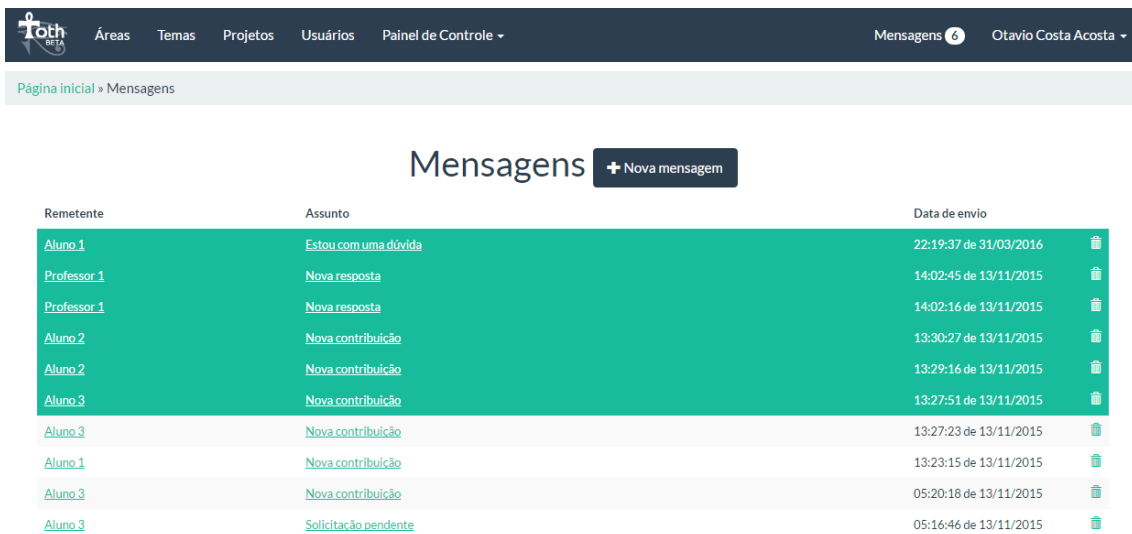 Toth BETA Áreas Temas Projetos Usuários Painel de Controle Mensagens 6 Otavio Costa Acosta
Página inicial » Mensagens
Mensagens + Nova mensagem
Remetente Assunto Data de envio
Aluno 1 Estou com uma dúvida 22:19:37 de 31/03/2016
Professor 1 Nova resposta 14:02:45 de 13/11/2015
Professor 1 Nova resposta 14:02:16 de 13/11/2015
Aluno 2 Nova contribuição 13:30:27 de 13/11/2015
Aluno 2 Nova contribuição 13:29:16 de 13/11/2015
Aluno 3 Nova contribuição 13:27:51 de 13/11/2015
Aluno 3 Nova contribuição 13:27:23 de 13/11/2015
Aluno 1 Nova contribuição 13:23:15 de 13/11/2015
Aluno 3 Nova contribuição 05:20:18 de 13/11/2015
Aluno 3 Solicitação pendente 05:16:46 de 13/11/2015